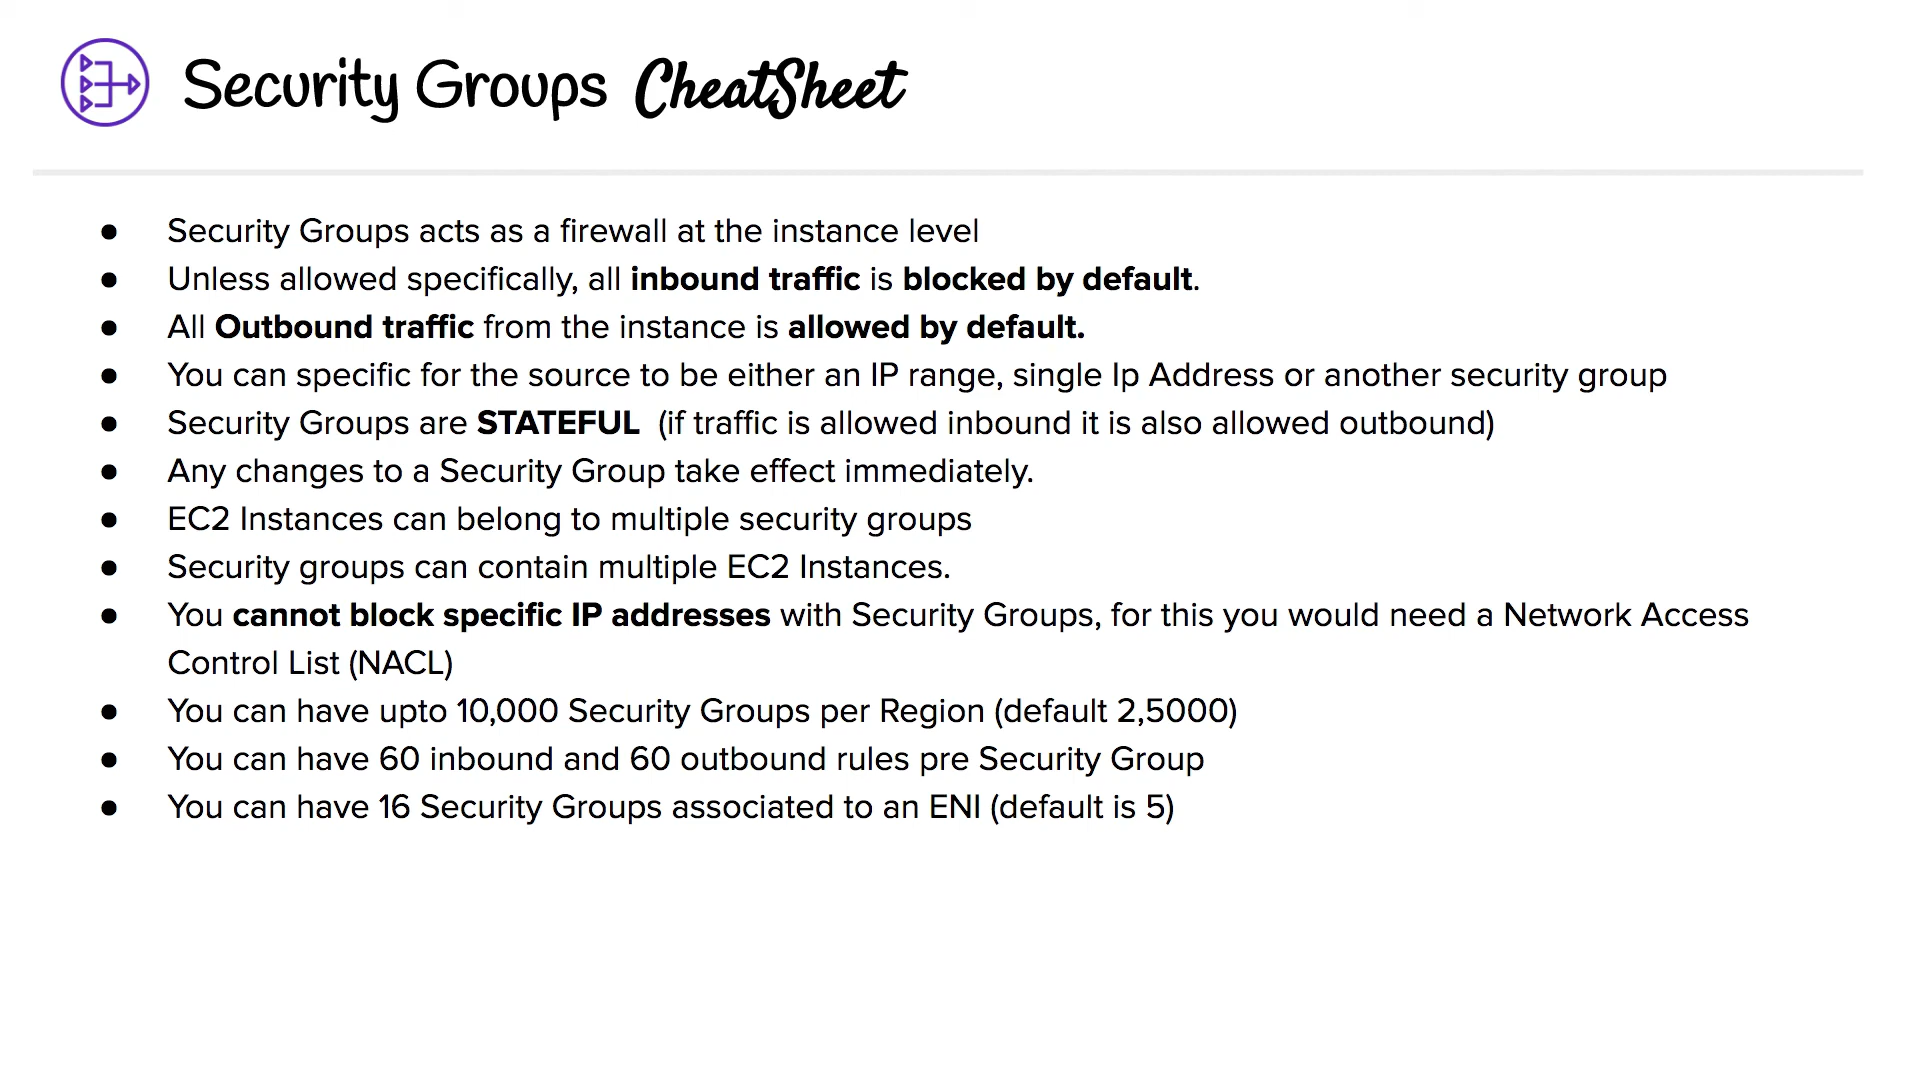 Security Groups CheatSheet
● Security Groups acts as a firewall at the instance level
● Unless allowed specifically, all inbound traffic is blocked by default.
● All Outbound traffic from the instance is allowed by default.
● You can specific for the source to be either an IP range, single Ip Address or another security group
● Security Groups are STATEFUL (if traffic is allowed inbound it is also allowed outbound)
● Any changes to a Security Group take effect immediately.
● EC2 Instances can belong to multiple security groups
● Security groups can contain multiple EC2 Instances.
● You cannot block specific IP addresses with Security Groups, for this you would need a Network Access
Control List (NACL)
● You can have upto 10,000 Security Groups per Region (default 2,5000)
● You can have 60 inbound and 60 outbound rules pre Security Group
● You can have 16 Security Groups associated to an ENI (default is 5)